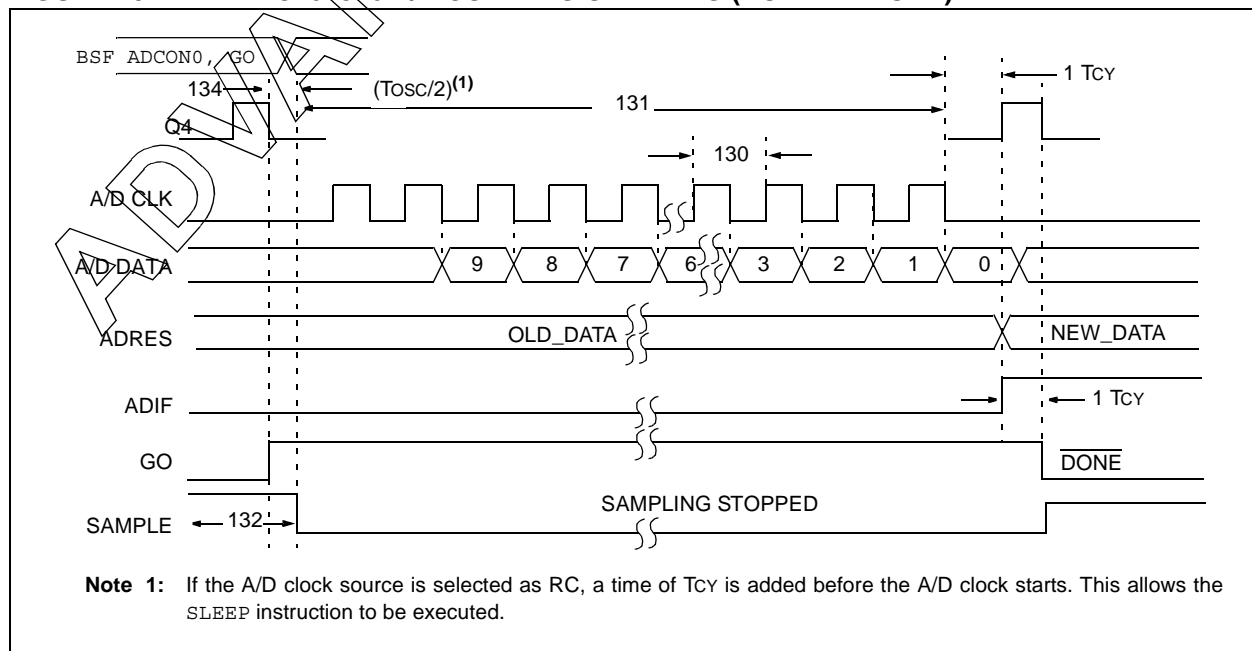 BSF ADCON0, GO
134
(TOSC/2)(1)
131
1 TCY
Q4
130
A/D CLK
A/D DATA
9 8 7 6 3 2 1 0
ADRES
OLD_DATA
NEW_DATA
ADIF
1 TCY
GO
DONE
SAMPLING STOPPED
SAMPLE
132
Note 1: If the A/D clock source is selected as RC, a time of TCY is added before the A/D clock starts. This allows the
SLEEP instruction to be executed.